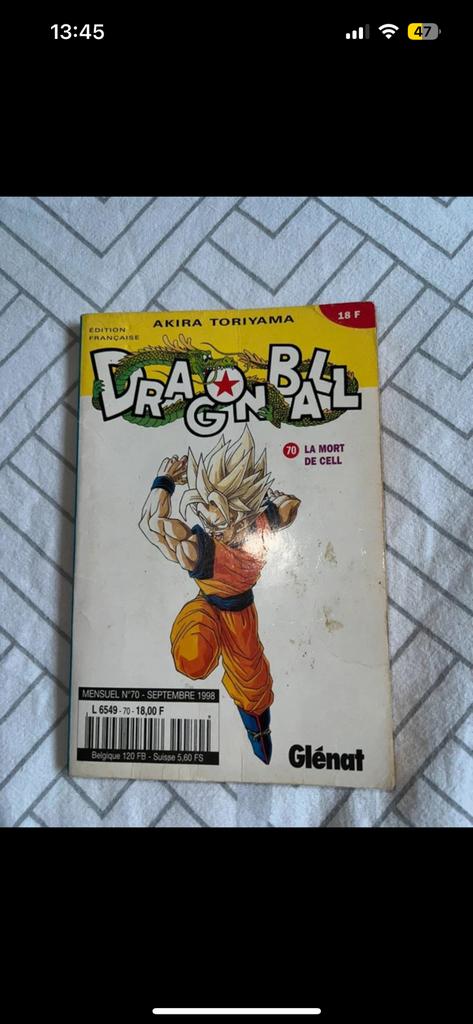 13:45
47
AKIRA TORIYAMA
18 F
ÉDITION
FRANÇAISE
DRAGON BALL
70 LA MORT
DE CELL
MENSUEL N°70 - SEPTEMBRE 1998
L 6549 - 70 - 18,00 F
Belgique 120 FB - Suisse 5,60 FS
Glénat